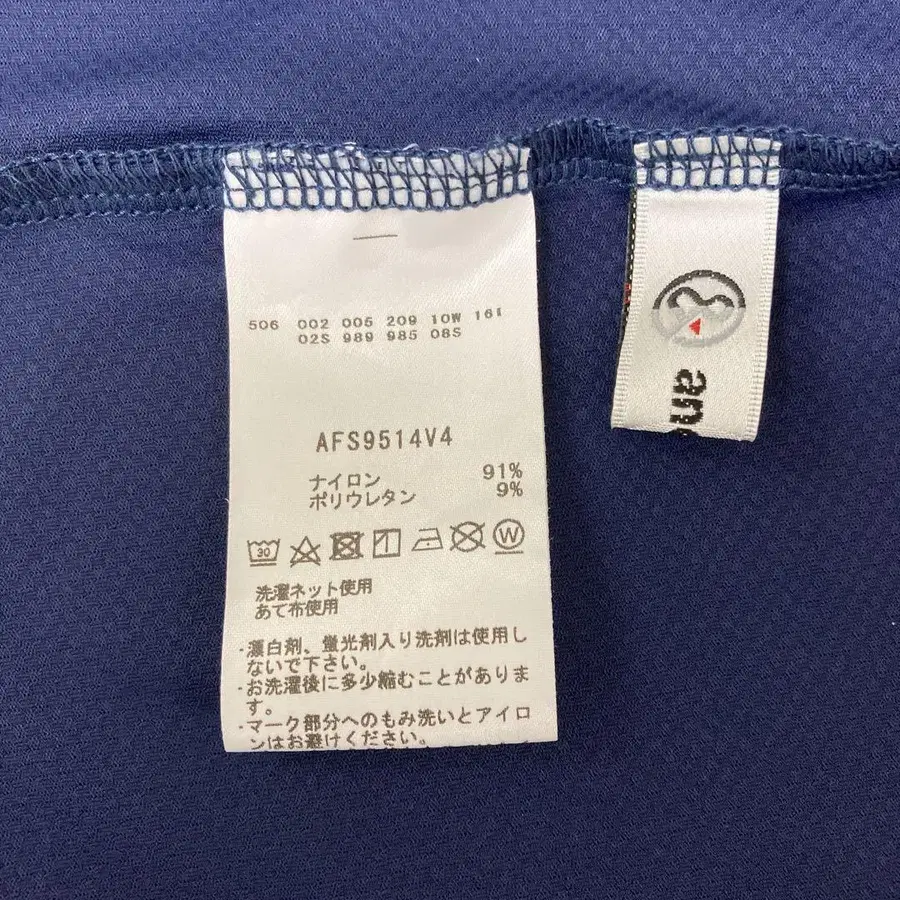 506 002 005 209 10W 16I
02S 989 985 08S
AFS9514V4
ナイロン 91%
ポリウレタン 9%
30
W
洗濯ネット使用
あて布使用
・漂白剤、蛍光剤入り洗剤は使用し
ないで下さい。
・お洗濯後に多少縮むことがありま
す。
・マーク部分へのもみ洗いとアイロ
ンはお避けください。